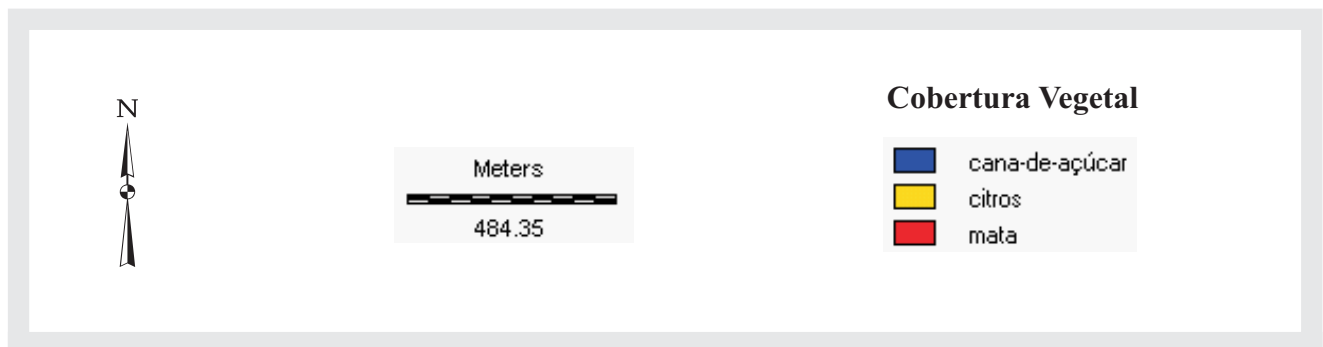 N
Meters
484.35
Cobertura Vegetal
cana-de-açúcar
citros
mata